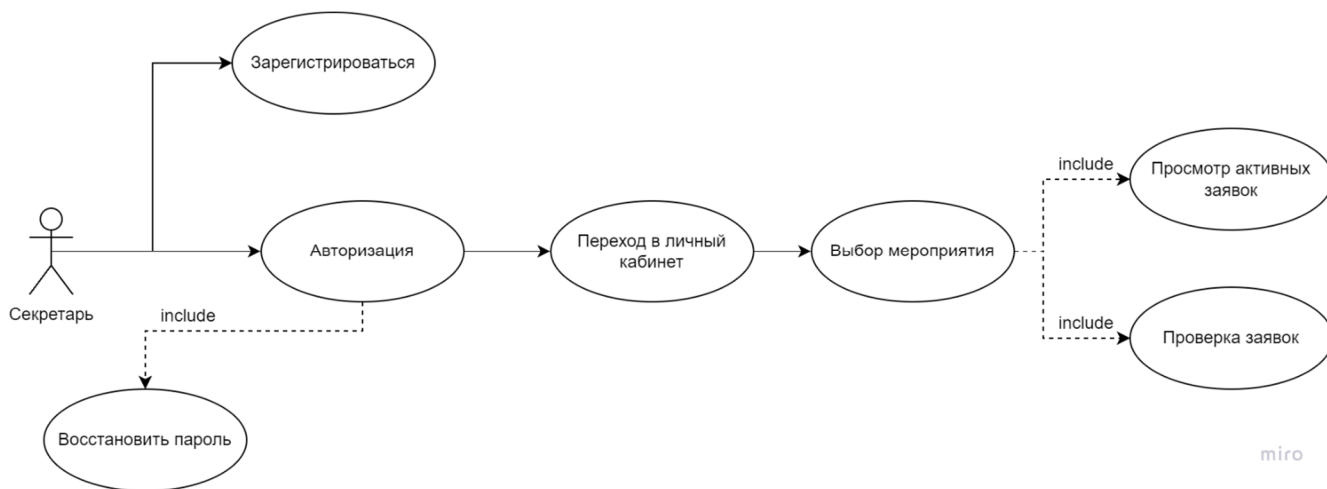 Зарегистрироваться
include
Просмотр активных
заявок
Авторизация
Переход в личный
кабинет
Выбор мероприятия
Секретарь
include
include
Проверка заявок
Восстановить пароль
miro